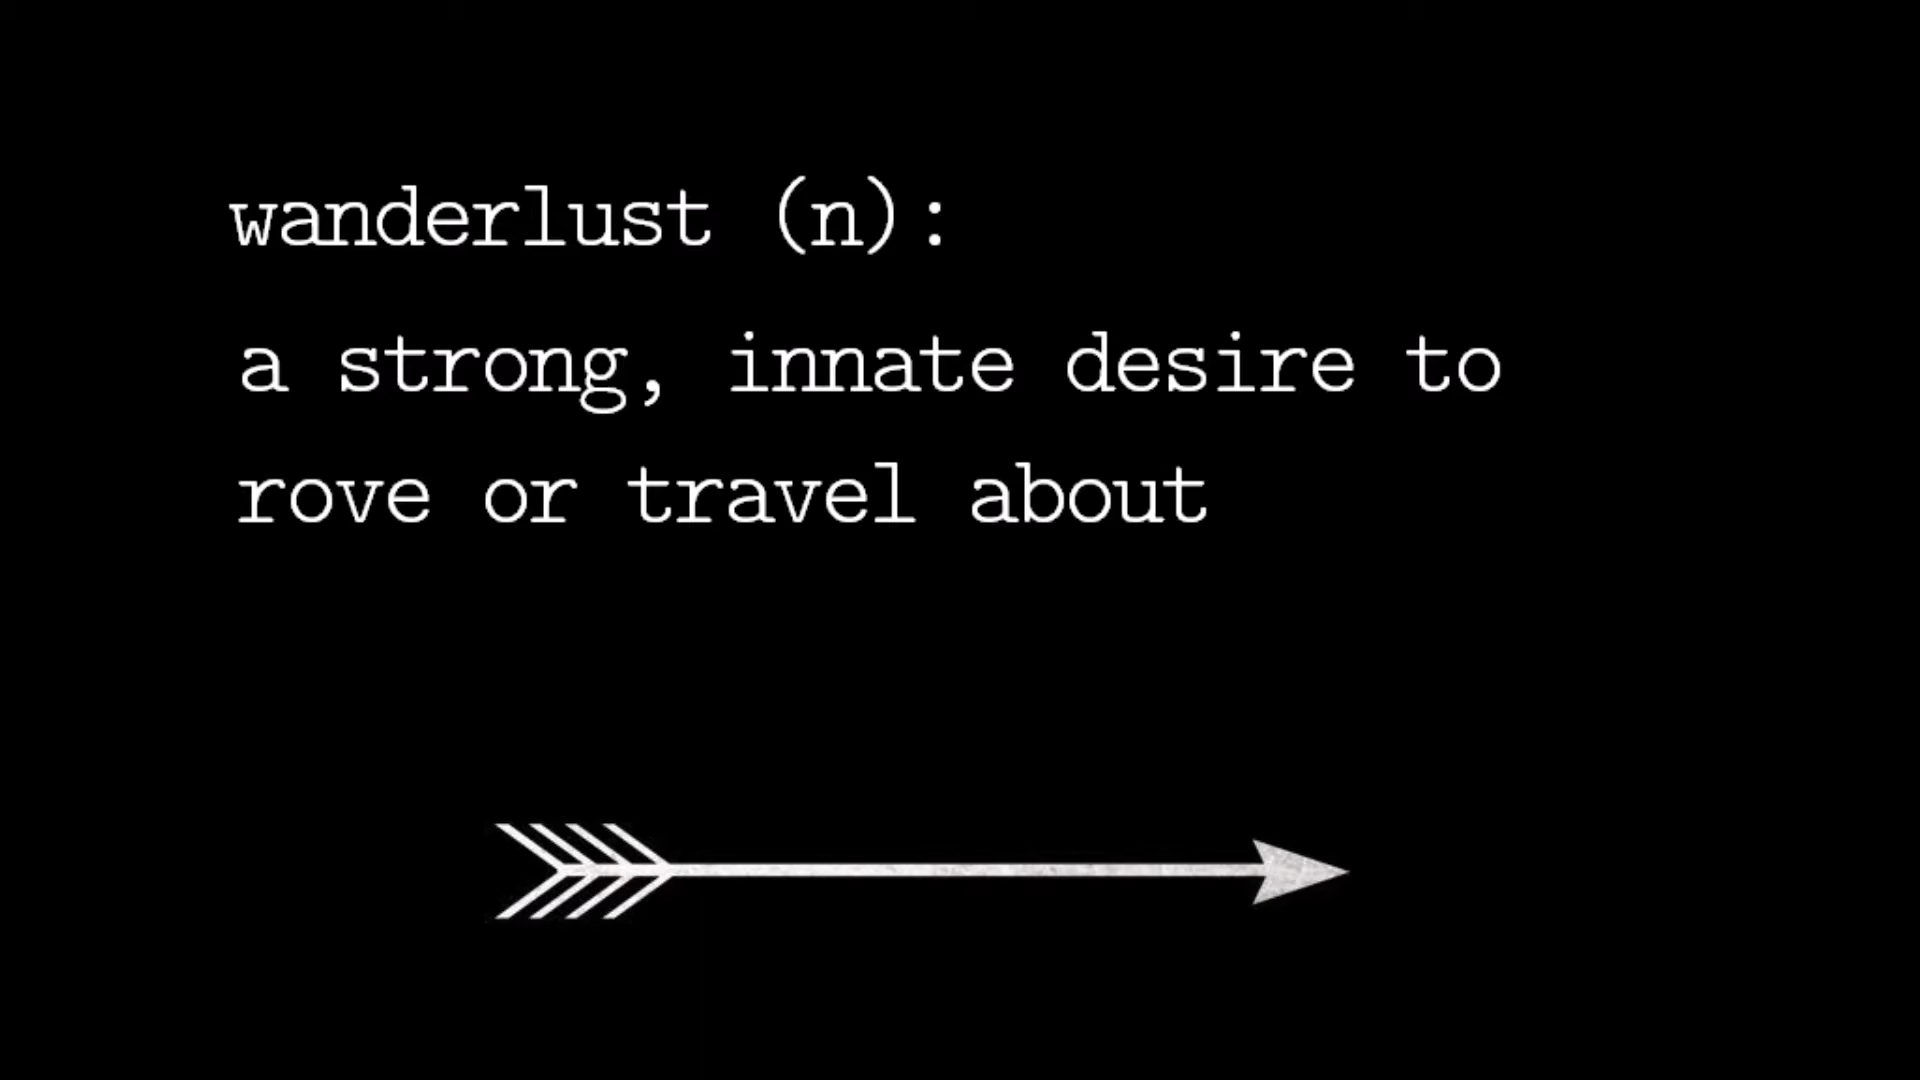 wanderlust (n):
a strong, innate desire to
rove or travel about